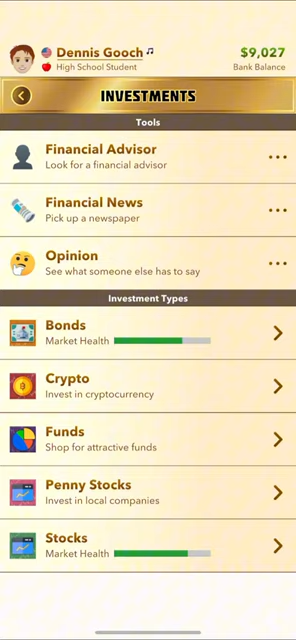 Dennis Gooch
$9,027
High School Student
Bank Balance
INVESTMENTS
Tools
Financial Advisor
Look for a financial advisor
Financial News
Pick up a newspaper
Opinion
See what someone else has to say
Investment Types
Bonds
Market Health
Crypto
Invest in cryptocurrency
Funds
Shop for attractive funds
Penny Stocks
Invest in local companies
Stocks
Market Health